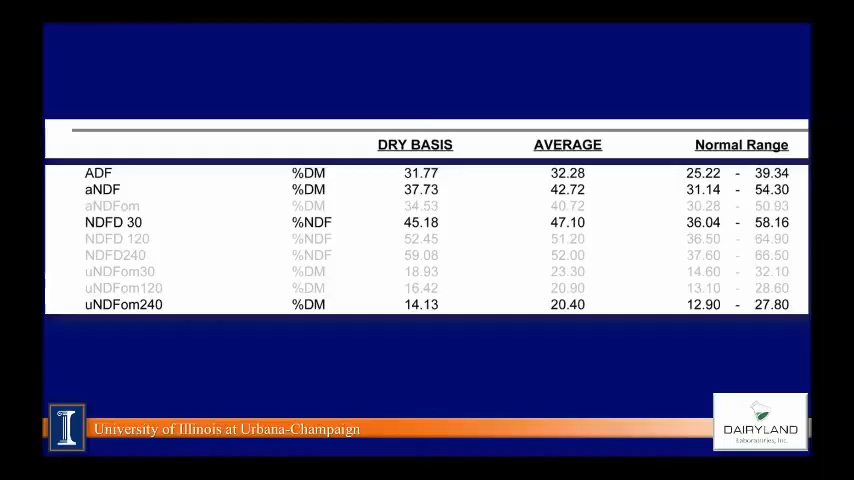 DRY BASIS AVERAGE Normal Range
ADF %DM 31.77 32.28 25.22 - 39.34
aNDF %DM 37.73 42.72 31.14 - 54.30
aNDFom %DM 34.53 40.72 30.28 - 50.93
NDFD 30 %NDF 45.18 47.10 36.04 - 58.16
NDFD 120 %NDF 52.45 51.20 36.50 - 64.90
NDFD240 %NDF 59.08 52.00 37.60 - 66.50
uNDFom30 %DM 18.93 23.30 14.60 - 32.10
uNDFom120 %DM 16.42 20.90 13.10 - 28.60
uNDFom240 %DM 14.13 20.40 12.90 - 27.80
I University of Illinois at Urbana-Champaign
DAIRYLAND
Laboratories, Inc.